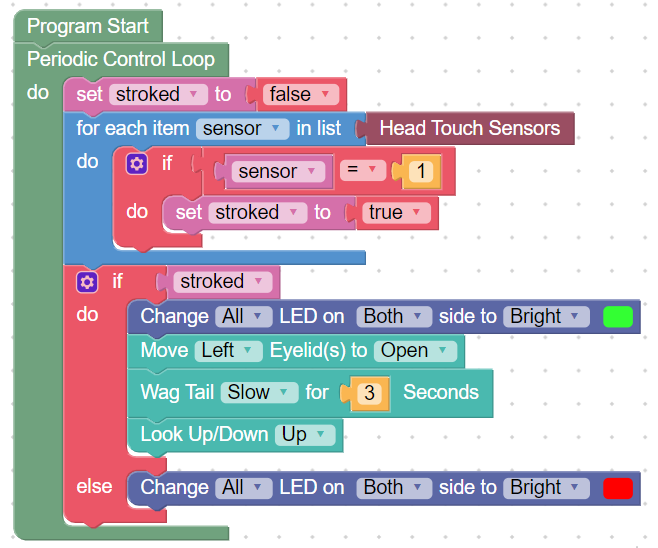 Program Start
Periodic Control Loop
do set stroked to false
for each item sensor in list Head Touch Sensors
do if sensor = 1
do set stroked to true
if stroked
do Change All LED on Both side to Bright
Move Left Eyelid(s) to Open
Wag Tail Slow for 3 Seconds
Look Up/Down Up
else Change All LED on Both side to Bright